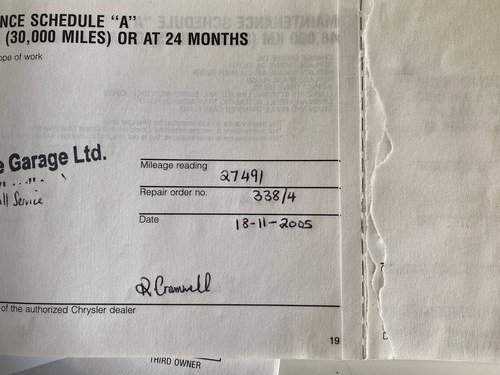 NCE SCHEDULE "A"
(30,000 MILES) OR AT 24 MONTHS
ope of work
e Garage Ltd.
ll Service
Mileage reading
27491
Repair order no.
338/4
Date
18-11-2005
R Cramwell
of the authorized Chrysler dealer
19
THIRD OWNER